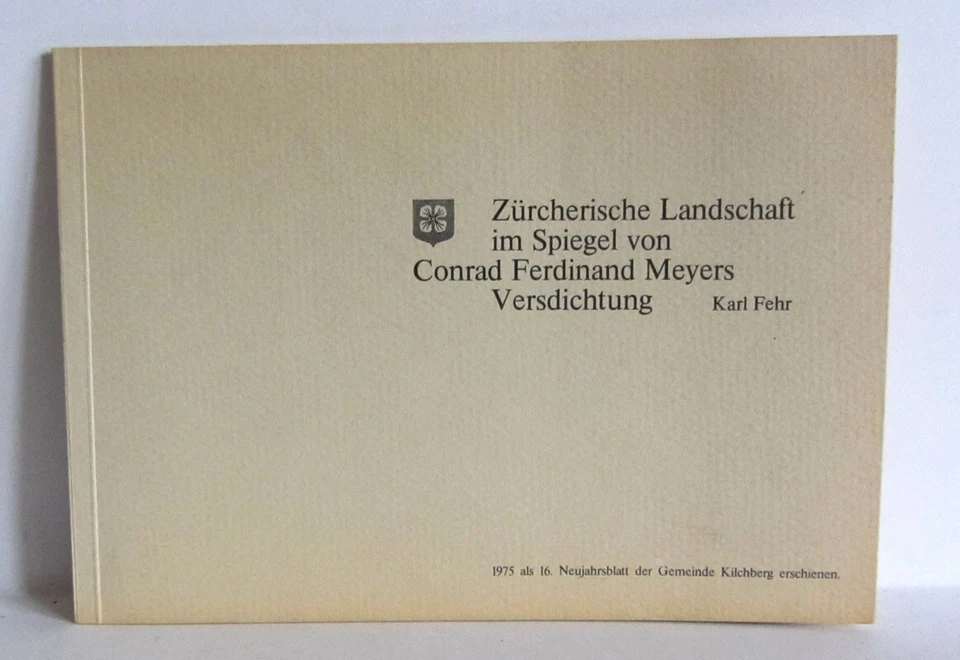 Zürcherische Landschaft
im Spiegel von
Conrad Ferdinand Meyers
Versdichtung Karl Fehr
1975 als 16. Neujahrsblatt der Gemeinde Kilchberg erschienen.